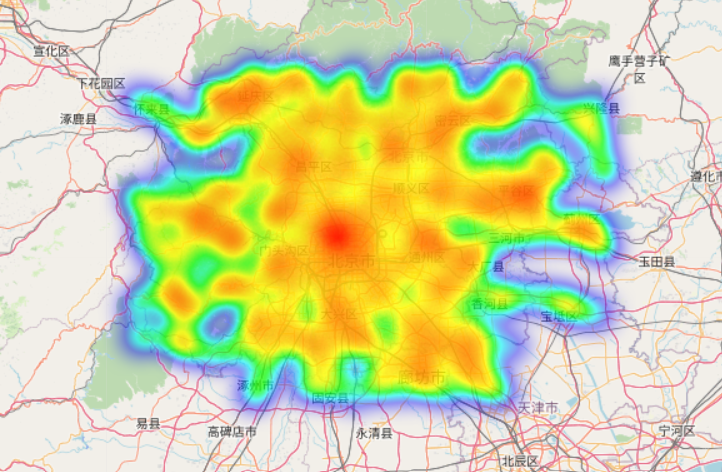 宣化区
鹰手营子矿
区
下花园区
怀来县
延庆区
兴隆县
涿鹿县
密云区
昌平区
遵化市
顺义区
平谷区
三河市
门头沟区
北京市
通州区
大厂县
玉田县
香河县
大兴区
宝坻区
廊坊市
涿州市
固安县
天津市
易县
高碑店市
永清县
宁河区
北辰区